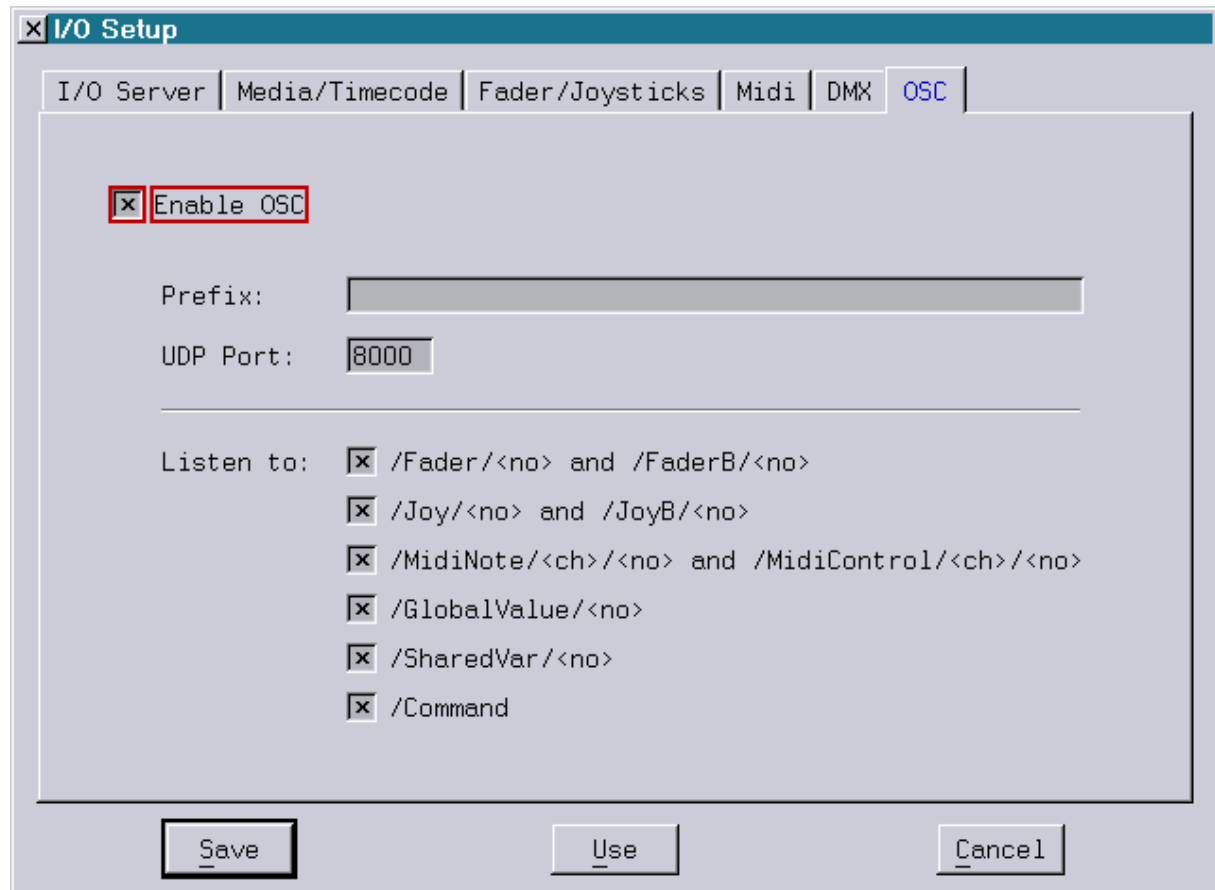 I/O Setup
I/O Server Media/Timecode Fader/Joysticks Midi DMX OSC
Enable OSC
Prefix:
UDP Port: 8000
Listen to: /Fader/<no> and /FaderB/<no>
/Joy/<no> and /JoyB/<no>
/MidiNote/<ch>/<no> and /MidiControl/<ch>/<no>
/GlobalValue/<no>
/SharedVar/<no>
/Command
Save Use Cancel